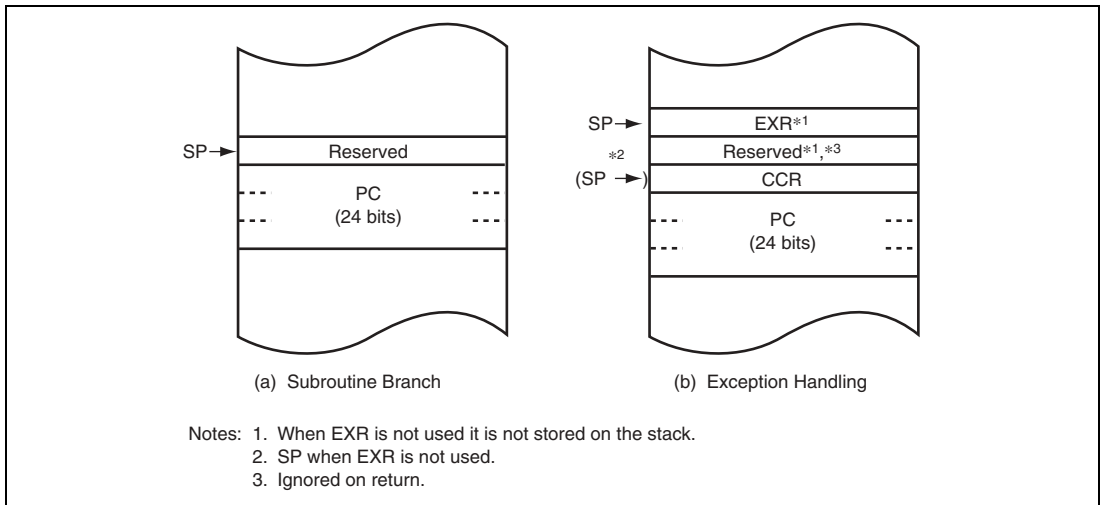 SP
Reserved
PC
(24 bits)
(a) Subroutine Branch
SP
EXR*1
*2
Reserved*1,*3
(SP )
CCR
PC
(24 bits)
(b) Exception Handling
Notes: 1. When EXR is not used it is not stored on the stack.
2. SP when EXR is not used.
3. Ignored on return.